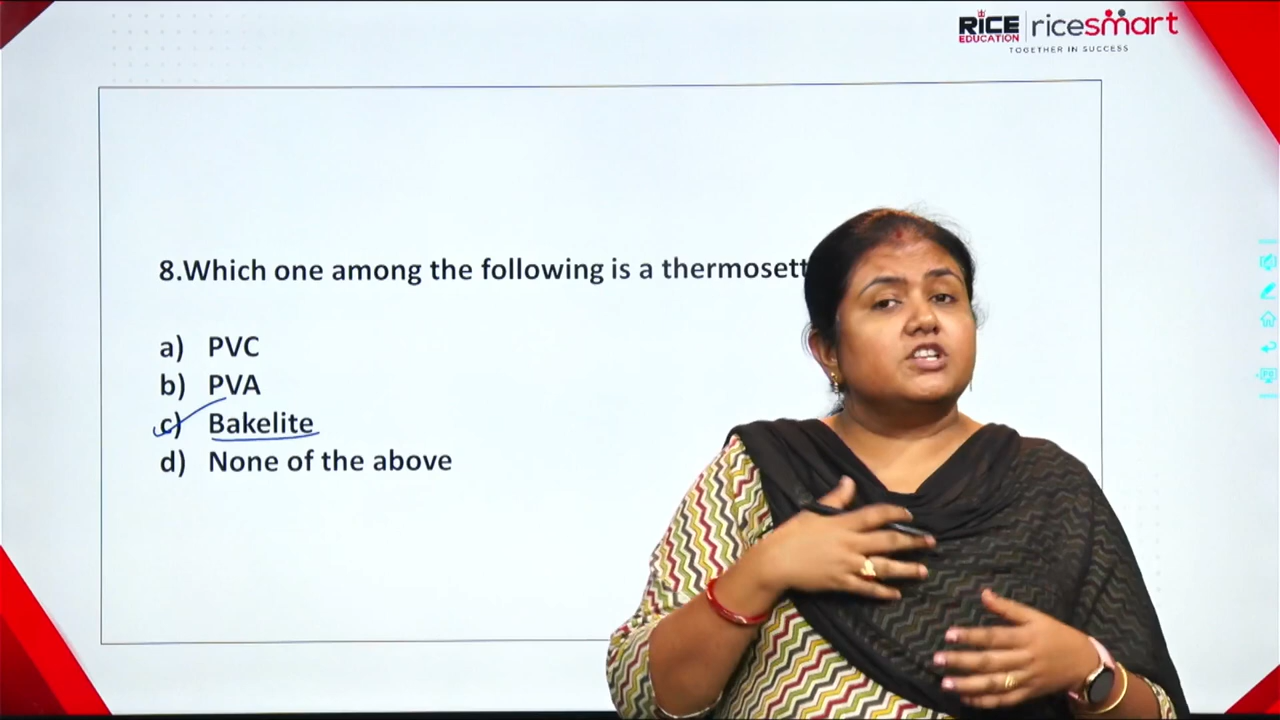 RICE EDUCATION ricesmart
TOGETHER IN SUCCESS
8.Which one among the following is a thermosett
a) PVC
b) PVA
c) Bakelite
d) None of the above